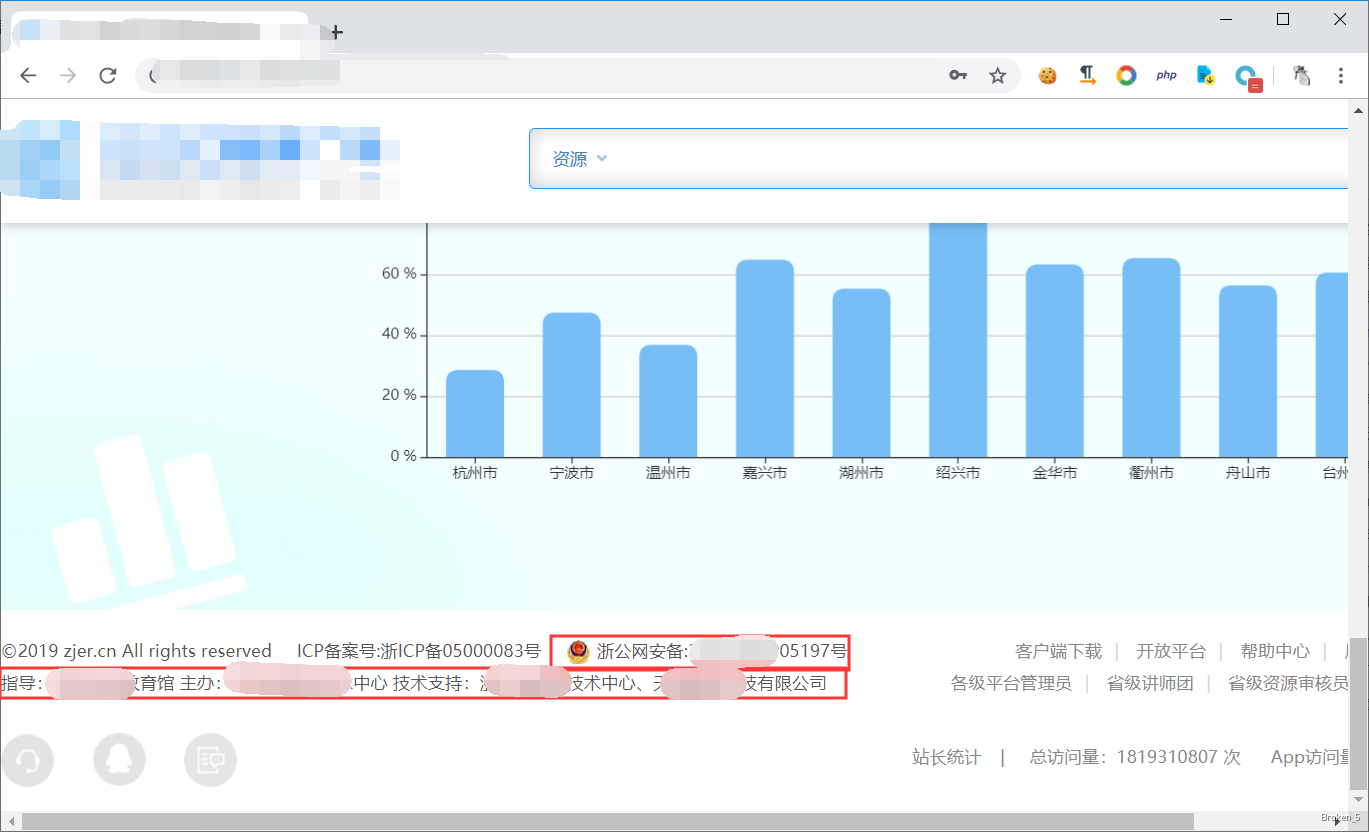 php
资源
60 %
40 %
20 %
0 %
杭州市 宁波市 温州市 嘉兴市 湖州市 绍兴市 金华市 衢州市 舟山市 台州
©2019 zjer.cn All rights reserved ICP备案号:浙ICP备05000083号 浙公网安备: 05197号
客户端下载 | 开放平台 | 帮助中心 |
指导: 教育馆 主办: 中心 技术支持: 技术中心、天 技有限公司
各级平台管理员 | 省级讲师团 | 省级资源审核员
站长统计 | 总访问量：1819310807 次 App访问量
Broken_5